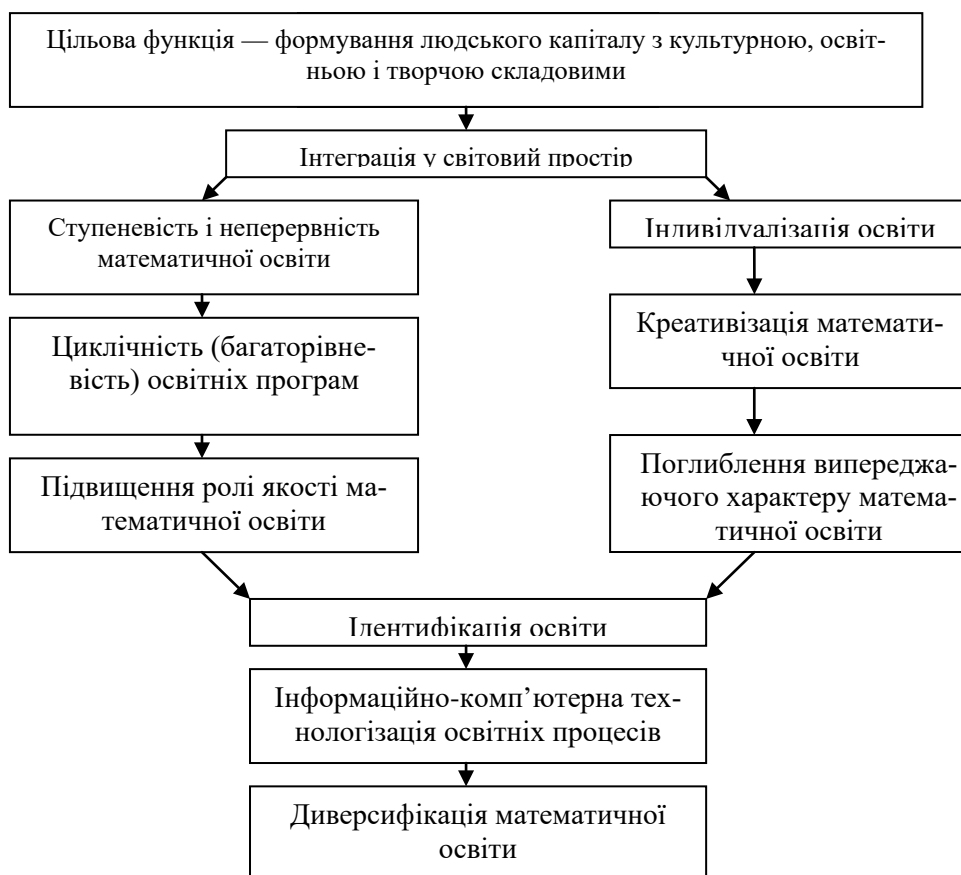 Цільова функція — формування людського капіталу з культурною, освіт-
ньою і творчою складовими
Інтеграція у світовий простір
Ступеневість і неперервність
математичної освіти
Циклічність (багаторівне-
вість) освітніх програм
Підвищення ролі якості ма-
тематичної освіти
Індивідуалізація освіти
Креативізація математи-
чної освіти
Поглиблення випереджа-
ючого характеру матема-
тичної освіти
Ідентифікація освіти
Інформаційно-комп’ютерна тех-
нологізація освітніх процесів
Диверсифікація математичної
освіти